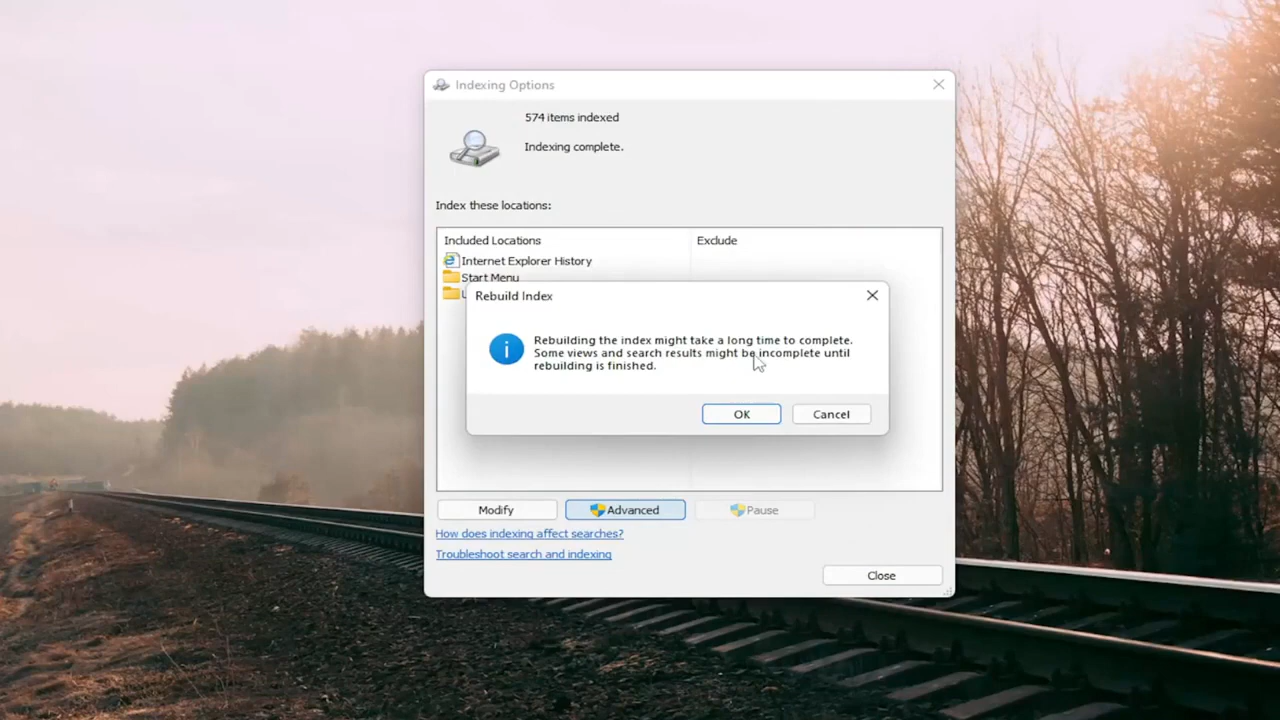 Indexing Options
574 items indexed
Indexing complete.
Index these locations:
Included Locations
Exclude
Internet Explorer History
Start Menu
Rebuild Index
Rebuilding the index might take a long time to complete.
Some views and search results might be incomplete until
rebuilding is finished.
OK
Cancel
Modify
Advanced
Pause
How does indexing affect searches?
Troubleshoot search and indexing
Close